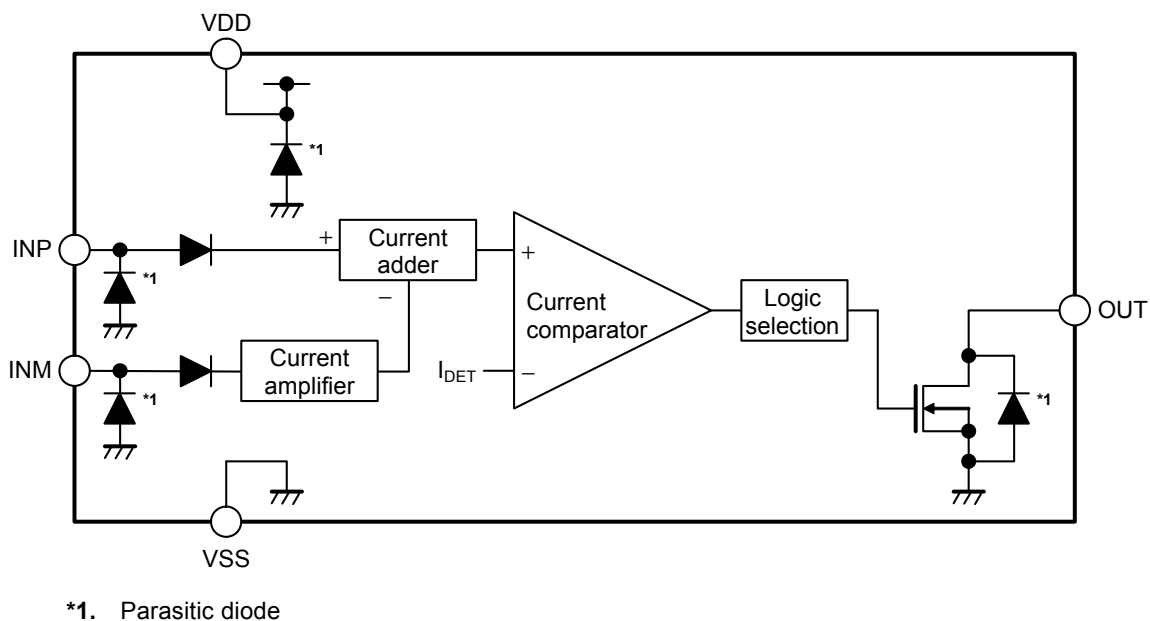 VDD
*1
INP
+
Current
adder
*1
−
+
Current
comparator
Logic
selection
OUT
INM
Current
amplifier
IDET
−
*1
*1
VSS
*1. Parasitic diode